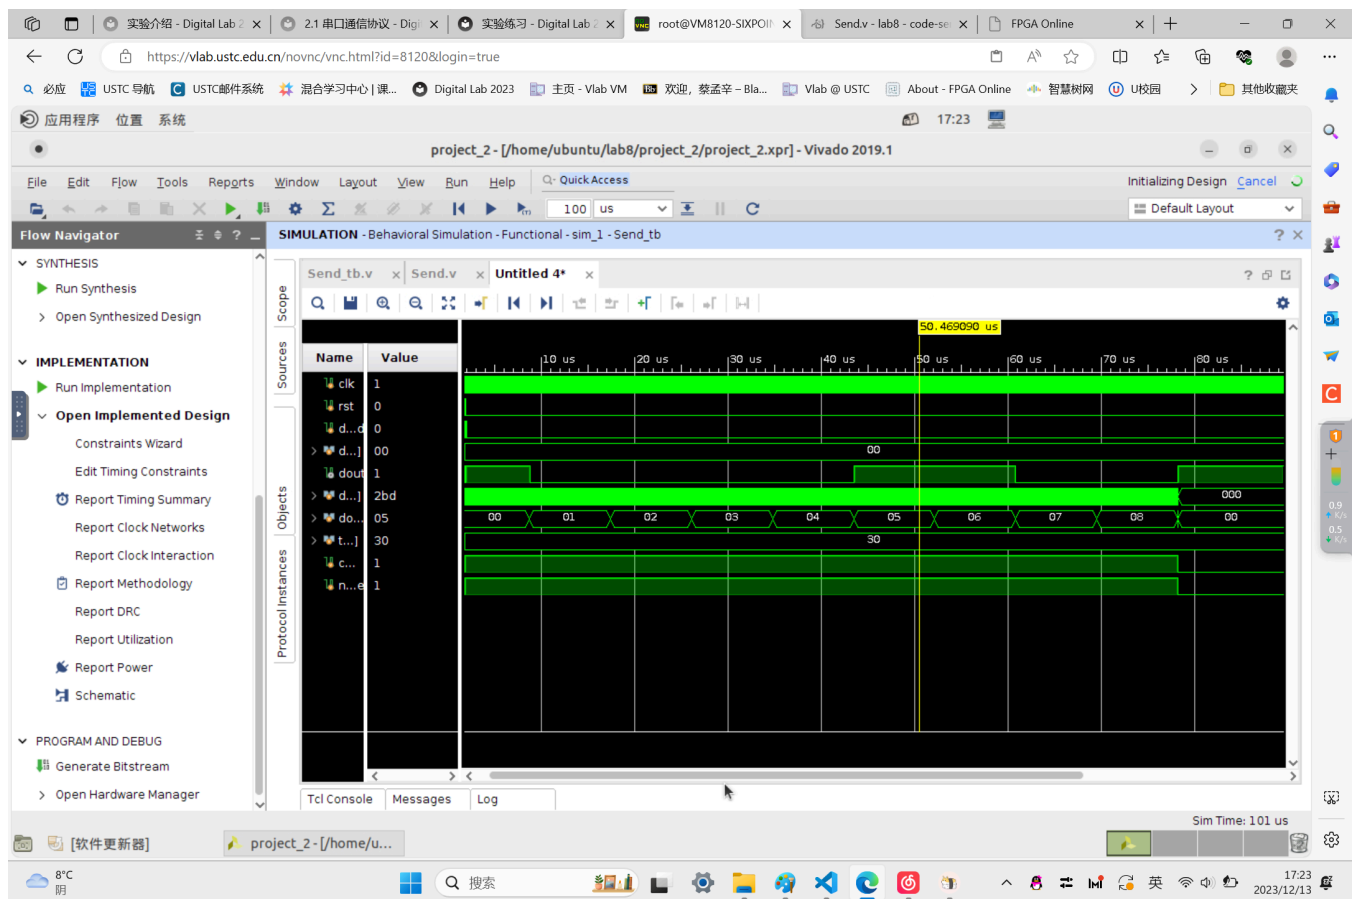 实验介绍 - Digital Lab 2
2.1 串口通信协议 - Digi
实验练习 - Digital Lab 2
root@VM8120-SIXPOIN
Send.v - lab8 - code-se
FPGA Online
https://vlab.ustc.edu.cn/novnc/vnc.html?id=8120&login=true
必应
USTC 导航
USTC邮件系统
混合学习中心 | 课...
Digital Lab 2023
主页 - Vlab VM
欢迎, 蔡孟辛 – Bla...
Vlab @ USTC
About - FPGA Online
智慧树网
U校园
其他收藏夹
应用程序 位置 系统
17:23
project_2 - [/home/ubuntu/lab8/project_2/project_2.xpr] - Vivado 2019.1
File Edit Flow Tools Reports Window Layout View Run Help
Quick Access
Initializing Design Cancel
100 us
Default Layout
Flow Navigator
SIMULATION - Behavioral Simulation - Functional - sim_1 - Send_tb
SYNTHESIS
Run Synthesis
Open Synthesized Design
IMPLEMENTATION
Run Implementation
Open Implemented Design
Constraints Wizard
Edit Timing Constraints
Report Timing Summary
Report Clock Networks
Report Clock Interaction
Report Methodology
Report DRC
Report Utilization
Report Power
Schematic
PROGRAM AND DEBUG
Generate Bitstream
Open Hardware Manager
Scope
Sources
Objects
Protocol Instances
Send_tb.v
Send.v
Untitled 4*
50.469090 us
Name Value
10 us 20 us 30 us 40 us 50 us 60 us 70 us 80 us
clk 1
rst 0
d...d 0
d...] 00 00
dout 1
d...] 2bd 000
do... 05 00 01 02 03 04 05 06 07 08 00
t...] 30 30
c... 1
n...e 1
Tcl Console Messages Log
Sim Time: 101 us
[软件更新器]
project_2 - [/home/u...
1
0.9
K/s
0.5
K/s
8°C
阴
搜索
英
17:23
2023/12/13